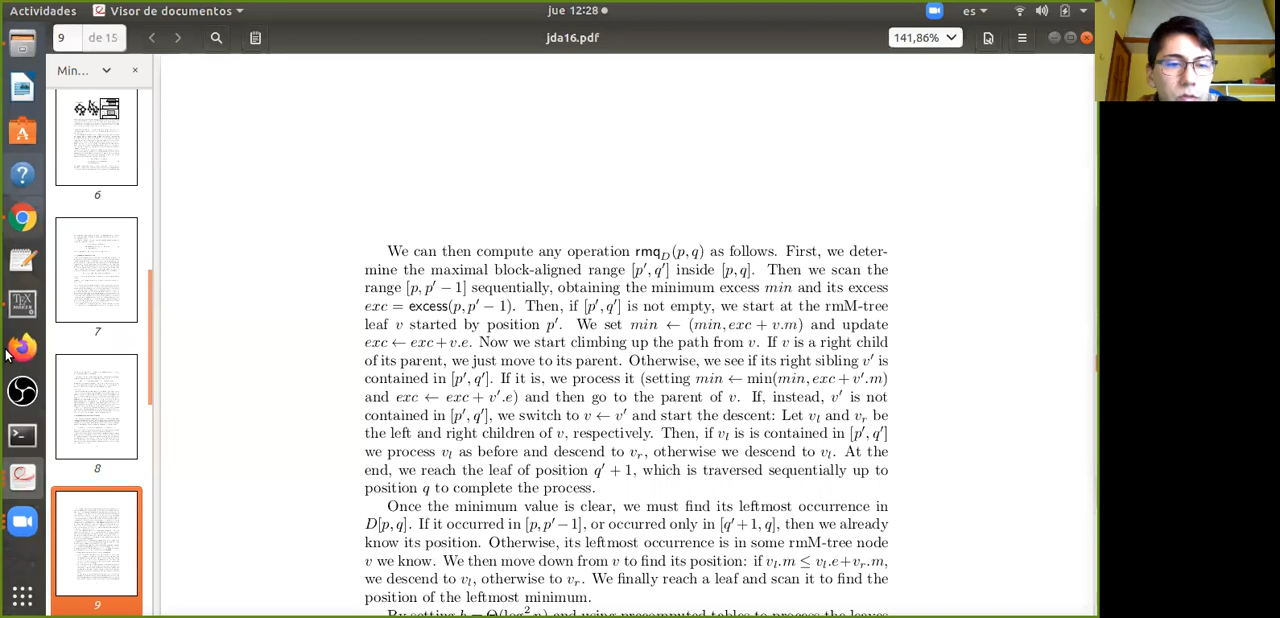 Actividades
Visor de documentos
jue 12:28
es
9
de 15
jda16.pdf
141,86%
Min...
6
7
8
9
We can then compute any operation rmq_D(p, q) as follows. First, we deter-
mine the maximal block-aligned range [p′, q′] inside [p, q]. Then we scan the
range [p, p′ − 1] sequentially, obtaining the minimum excess min and its excess
exc = excess(p, p′ − 1). Then, if [p′, q′] is not empty, we start at the rmM-tree
leaf v started by position p′. We set min ← (min, exc + v.m) and update
exc ← exc + v.e. Now we start climbing up the path from v. If v is a right child
of its parent, we just move to its parent. Otherwise, we see if its right sibling v′ is
contained in [p′, q′]. If it is, we process it (setting min ← min(min, exc + v′.m)
and exc ← exc + v′.e) and then go to the parent of v. If, instead, v′ is not
contained in [p′, q′], we switch to v ← v′ and start the descent: Let v_l and v_r be
the left and right children of v, respectively. Then, if v_l is is contained in [p′, q′]
we process v_l as before and descend to v_r, otherwise we descend to v_l. At the
end, we reach the leaf of position q′ + 1, which is traversed sequentially up to
position q to complete the process.
Once the minimum value is clear, we must find its leftmost occurrence in
D[p, q]. If it occurred in [p, p′ − 1], or occurred only in [q′ + 1, q], then we already
know its position. Otherwise, its leftmost occurrence is in some rmM-tree node
v we know. We then move down from v to find its position: if v_l.m ≤ v_l.e + v_r.m,
we descend to v_l, otherwise to v_r. We finally reach a leaf and scan it to find the
position of the leftmost minimum.
By setting b = Θ(log² n) and using precomputed tables to process the leaves